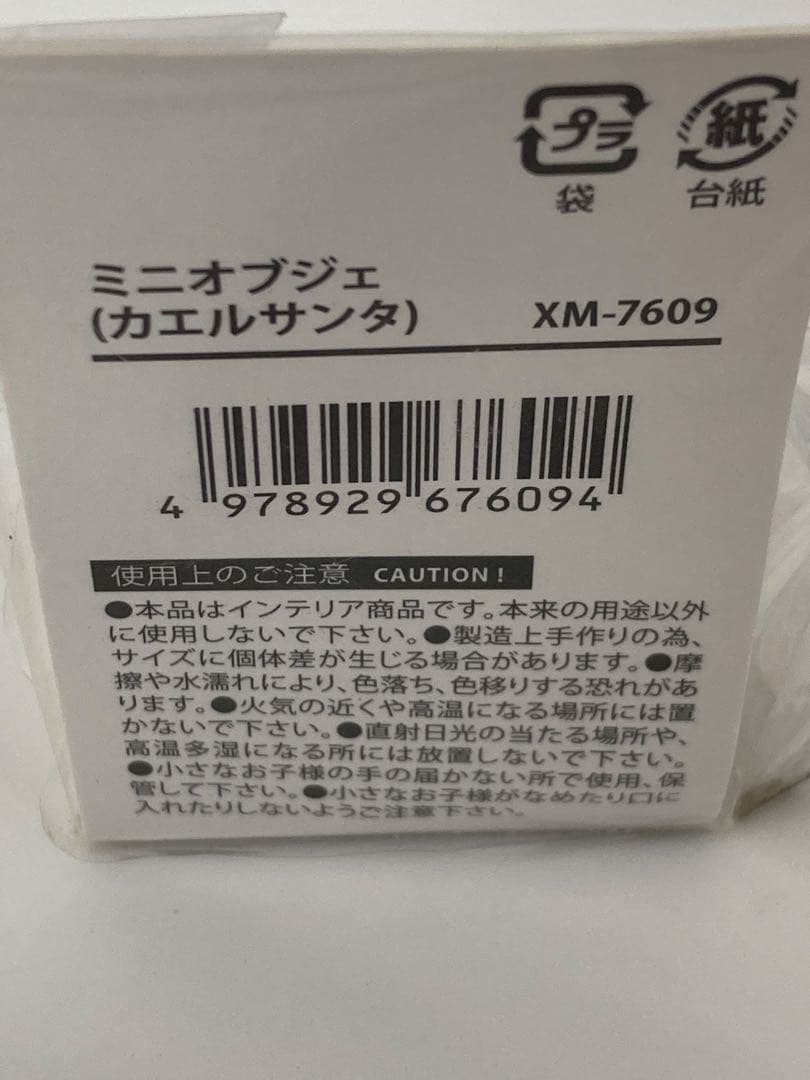 プラ 紙
袋 台紙
ミニオブジェ
(カエルサンタ) XM-7609
4 978929 676094
使用上のご注意 CAUTION!
●本品はインテリア商品です。本来の用途以外
に使用しないで下さい。●製造上手作りの為、
サイズに個体差が生じる場合があります。●摩
擦や水濡れにより、色落ち、色移りする恐れがあ
ります。●火気の近くや高温になる場所には置
かないで下さい。●直射日光の当たる場所や、
高温多湿になる所には放置しないで下さい。
●小さなお子様の手の届かない所で使用、保
管して下さい。●小さなお子様がなめたり口に
入れたりしないようご注意下さい。